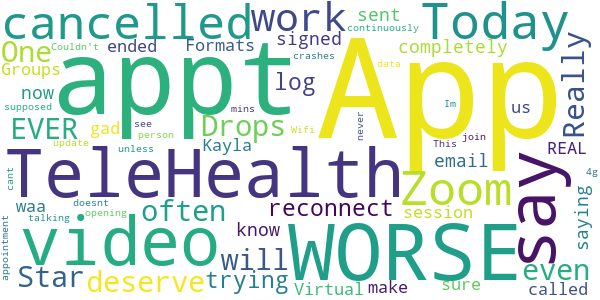 cancelled work sent Today
Couldn't One Formats ended signed continuously completely
Groups appt crashes App Really
now log data us
supposed mins Wifi Im
EVER gad Drops see person Kayla never This join REAL
update unless email 4g
TeleHealth Zoom say
waa cant doesnt reconnect session saying
talking opening often know even
appointment video will WORSE
Star deserve trying Virtual make sure called